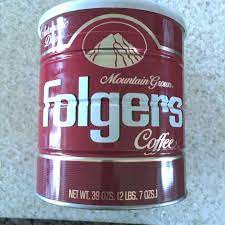 Mountain Grown
Folgers
Coffee
NET WT. 39 OZS. (2 LBS. 7 OZS.)